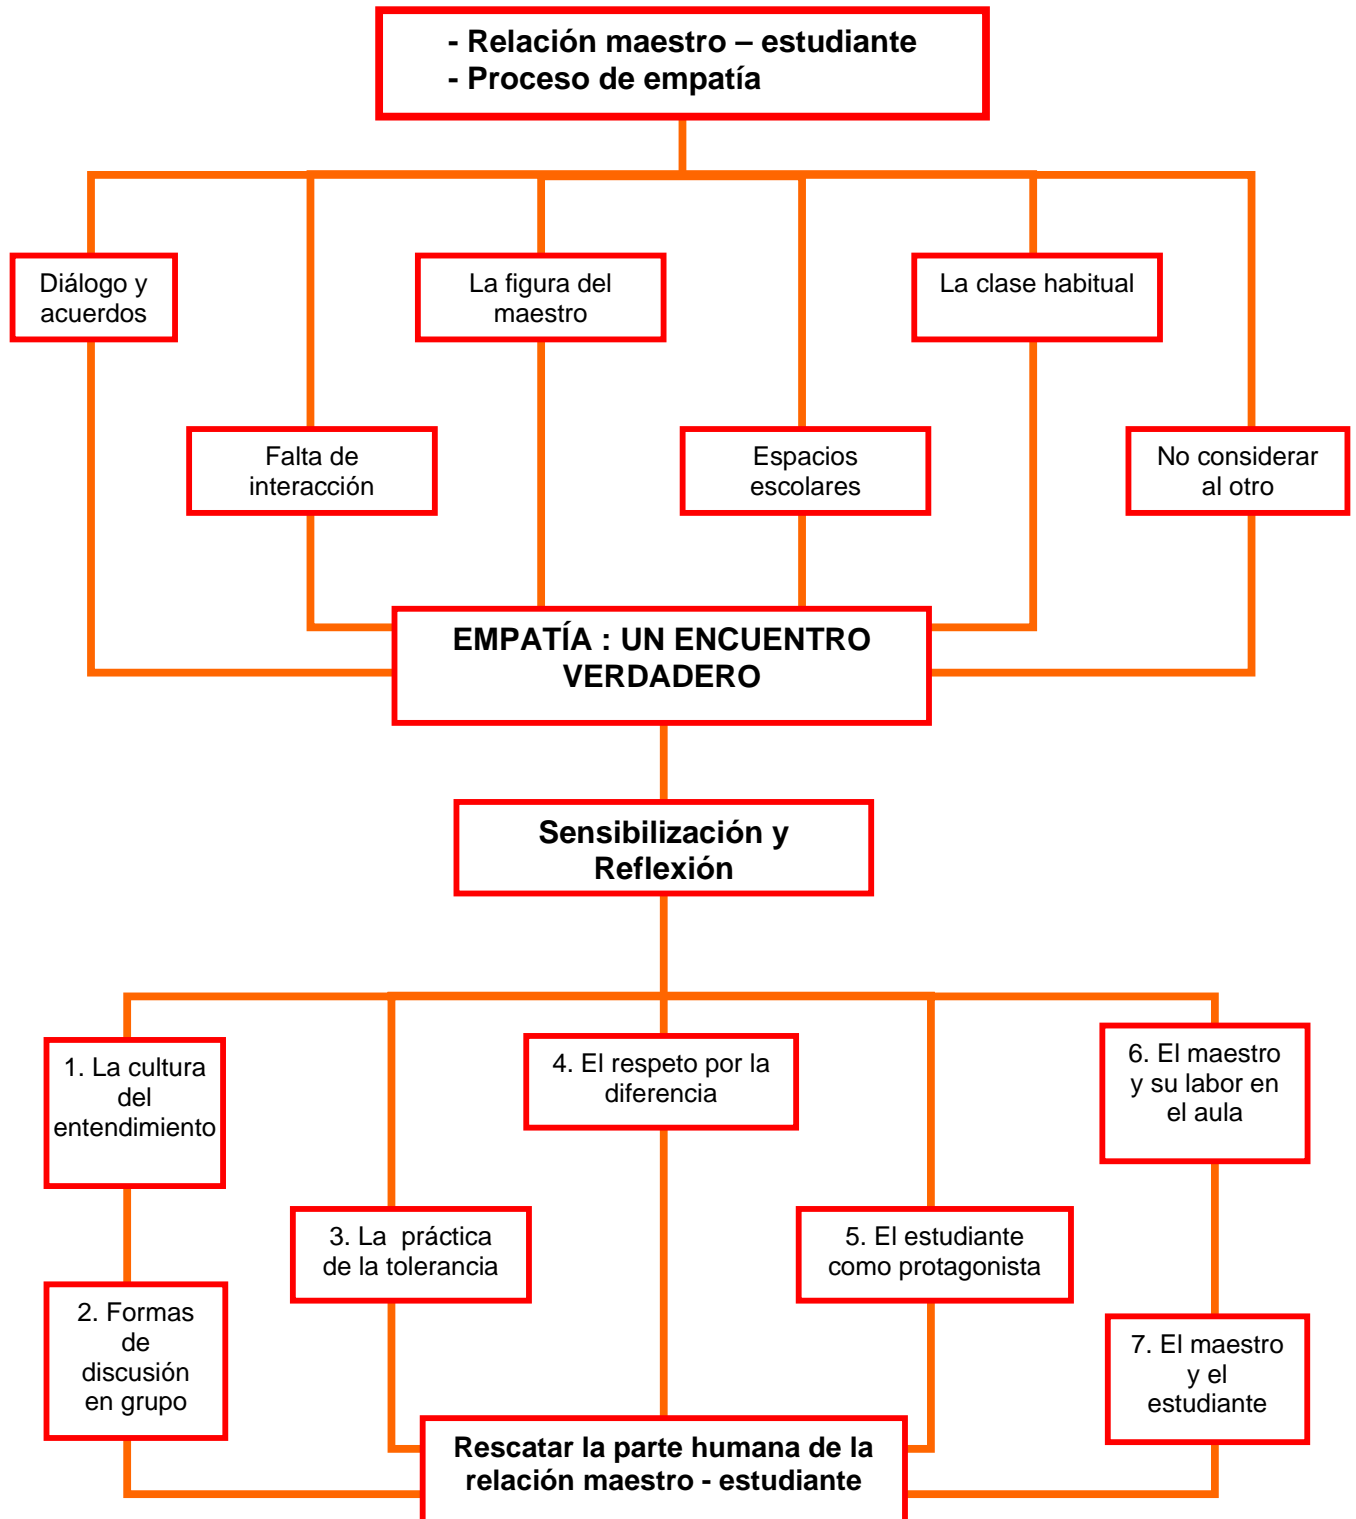 - Relación maestro – estudiante
- Proceso de empatía
Diálogo y
acuerdos
La figura del
maestro
La clase habitual
Falta de
interacción
Espacios
escolares
No considerar
al otro
EMPATÍA : UN ENCUENTRO
VERDADERO
Sensibilización y
Reflexión
1. La cultura
del
entendimiento
4. El respeto por la
diferencia
6. El maestro
y su labor en
el aula
3. La  práctica
de la tolerancia
5. El estudiante
como protagonista
2. Formas
de
discusión
en grupo
7. El maestro
y el
estudiante
Rescatar la parte humana de la
relación maestro - estudiante